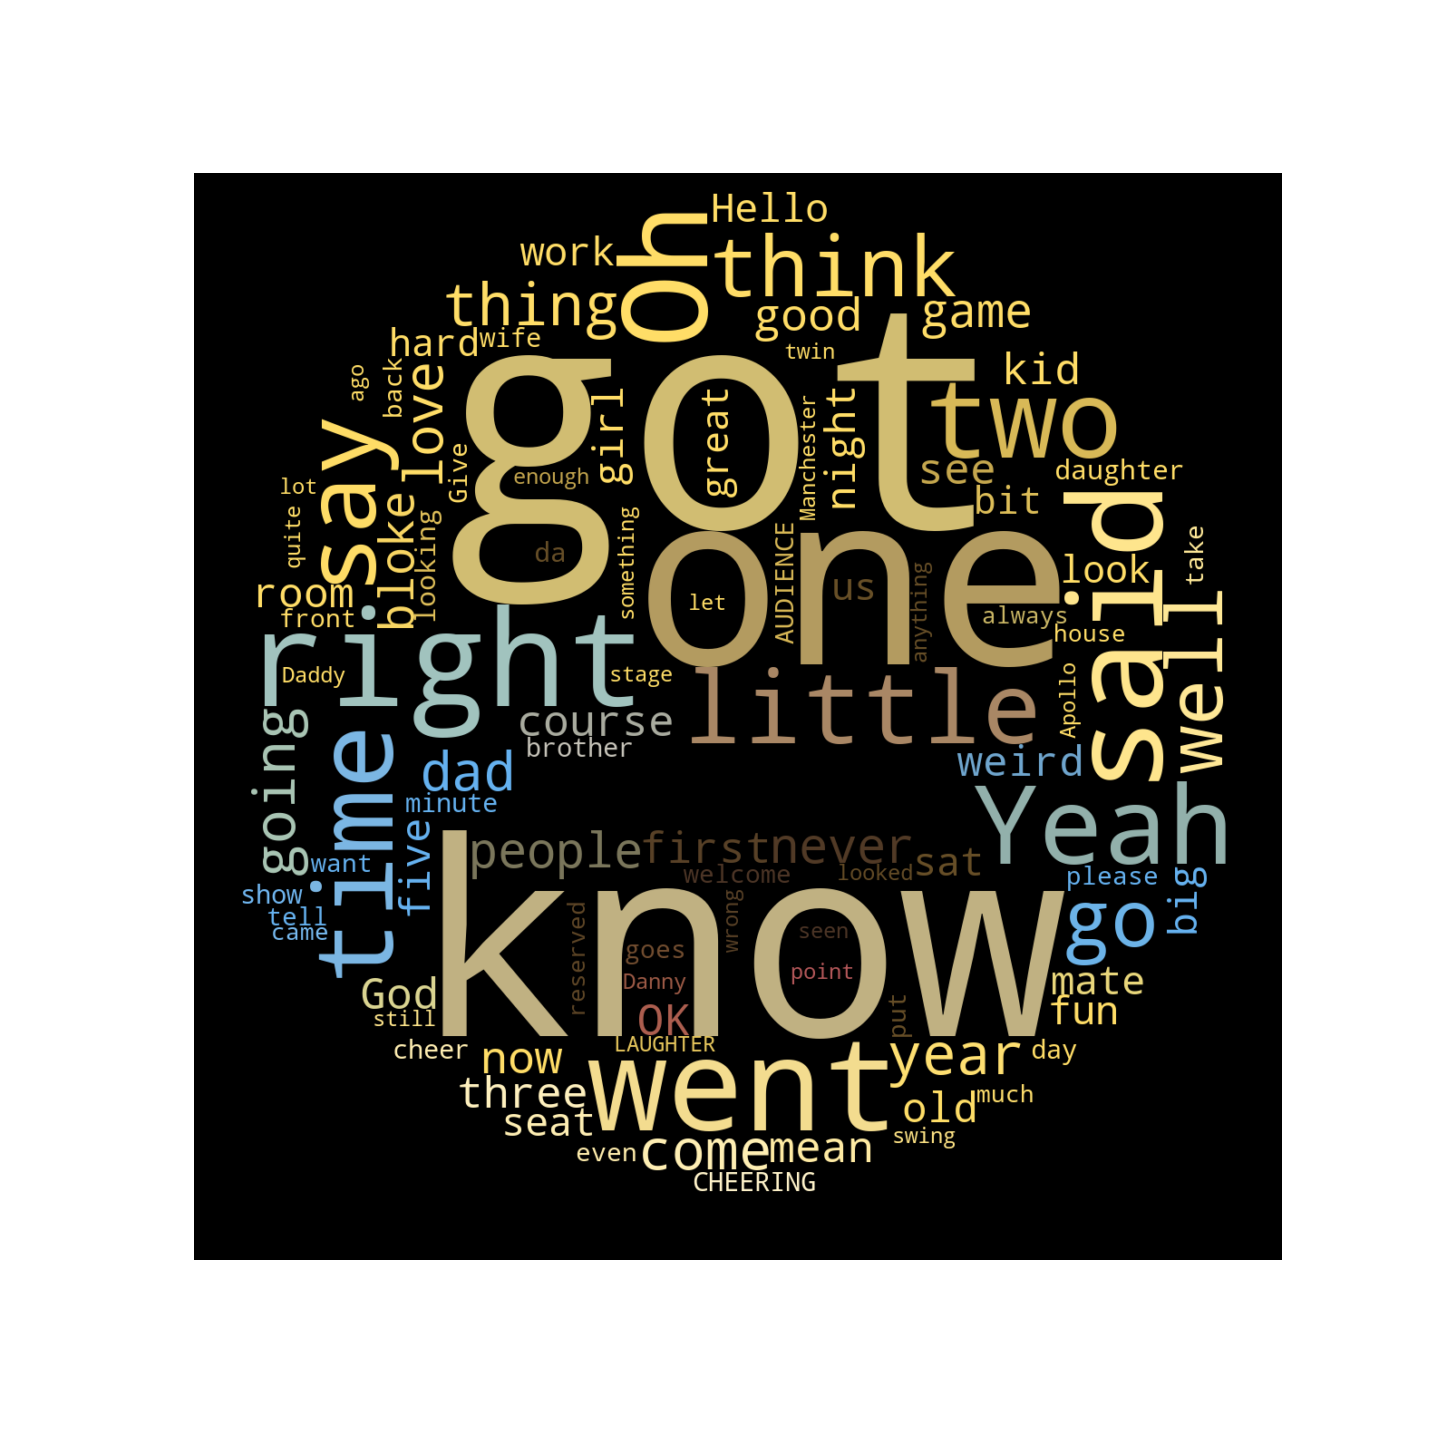 Hello
work
oh
think
thing
good
game
hard
wife
twin
kid
ago
back
love
got
girl
great
Manchester
night
two
say
see
daughter
Give
enough
bit
lot
bloke
looking
quite
something
AUDIENCE
said
take
da
one
us
anything
look
room
let
always
front
well
house
right
Daddy
stage
little
Apollo
going
course
brother
time
dad
weird
minute
Yeah
five
people
first
never
sat
want
welcome
looked
please
show
know
big
tell
came
reserved
wrong
seen
go
goes
Danny
point
God
mate
still
OK
put
fun
cheer
now
LAUGHTER
year
day
three
went
much
seat
old
even
come
mean
swing
CHEERING